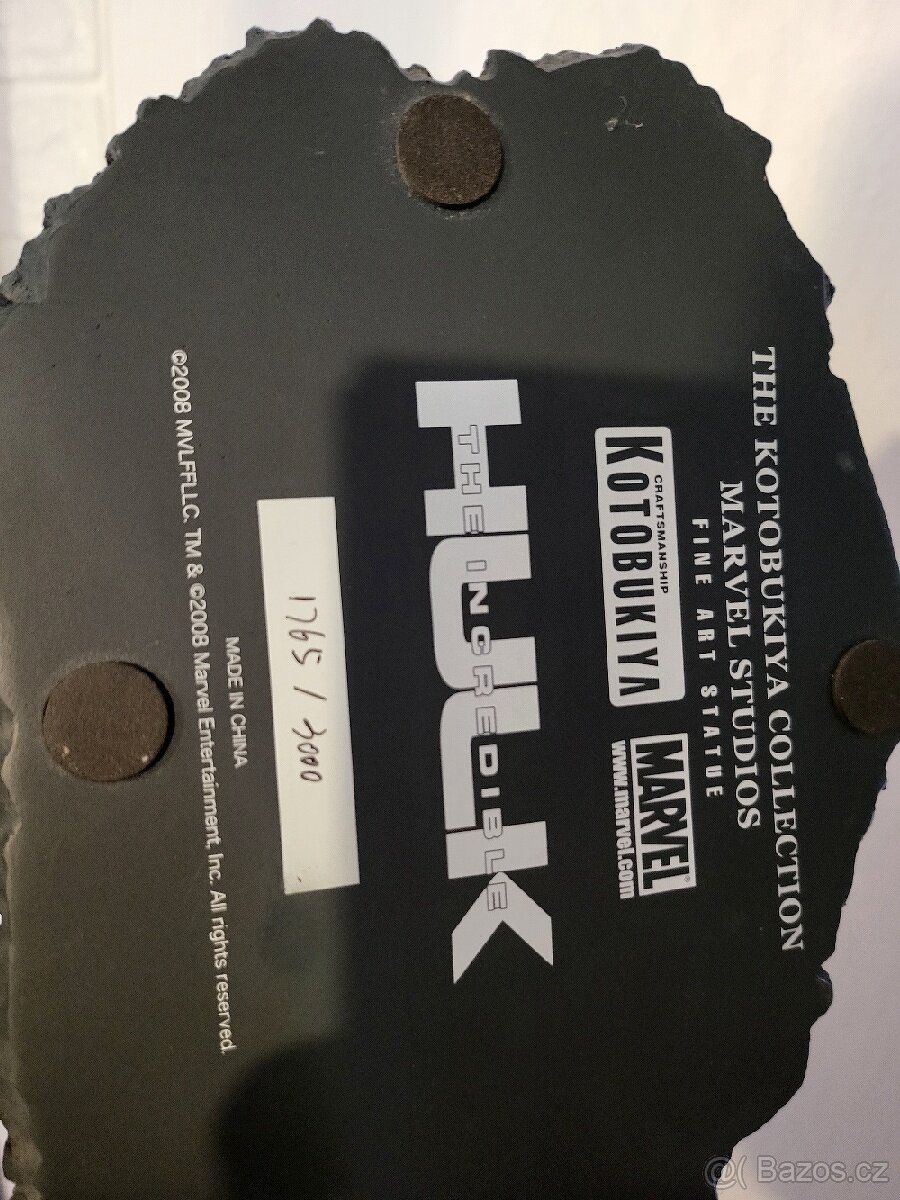 THE KOTOBUKIYA COLLECTION
MARVEL STUDIOS
FINE ART STATUE
CRAFTSMANSHIP
KOTOBUKIYA
MARVEL®
www.marvel.com
HULK
THE INCREDIBLE
1765 / 3000
MADE IN CHINA
©2008 MVLFFLLC. TM & ©2008 Marvel Entertainment, Inc. All rights reserved.
@( Bazos.cz